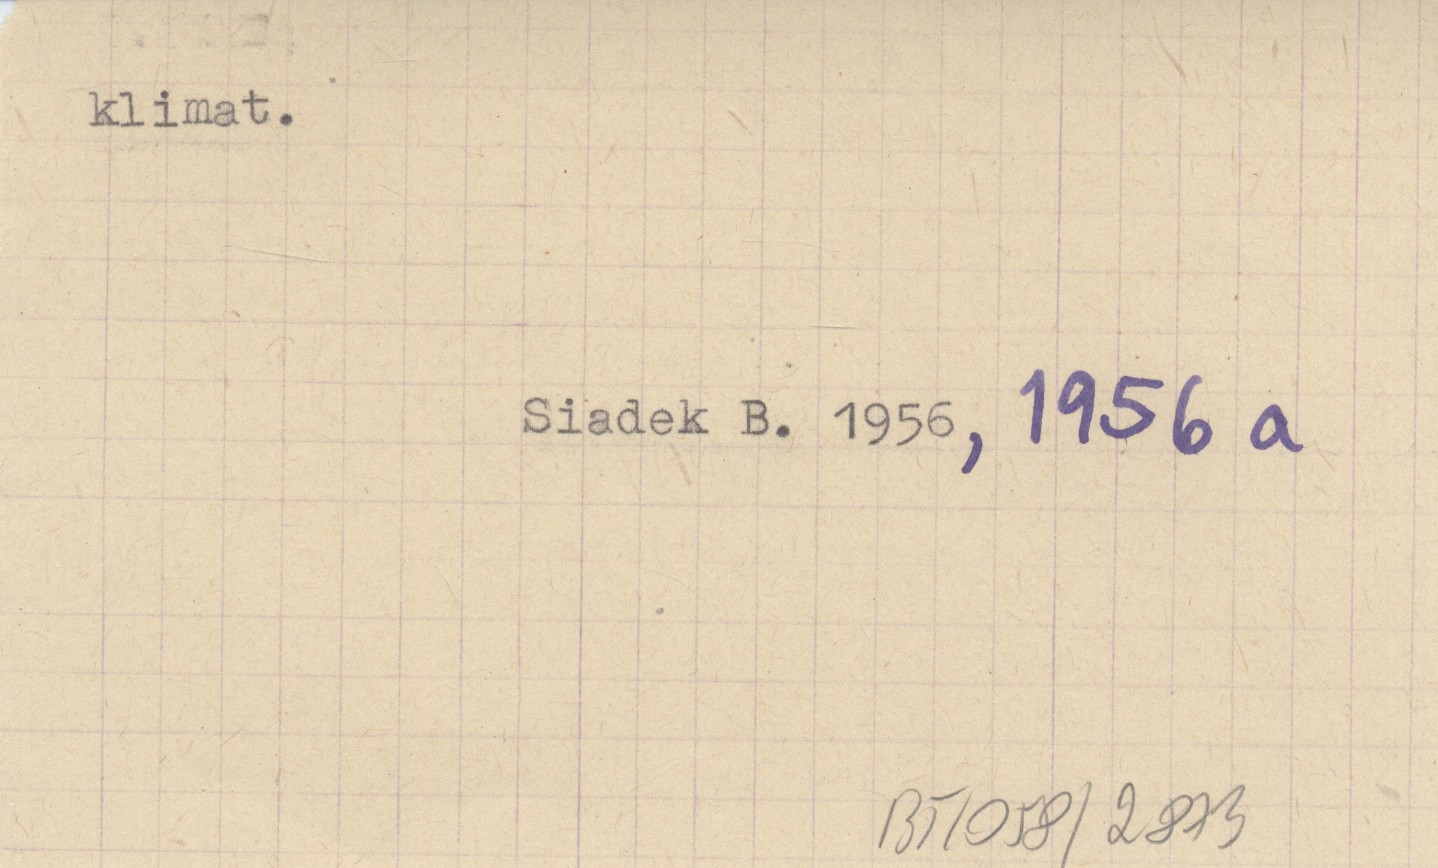 klimat.
Siadek B. 1956, 1956 a
BT/058/2873